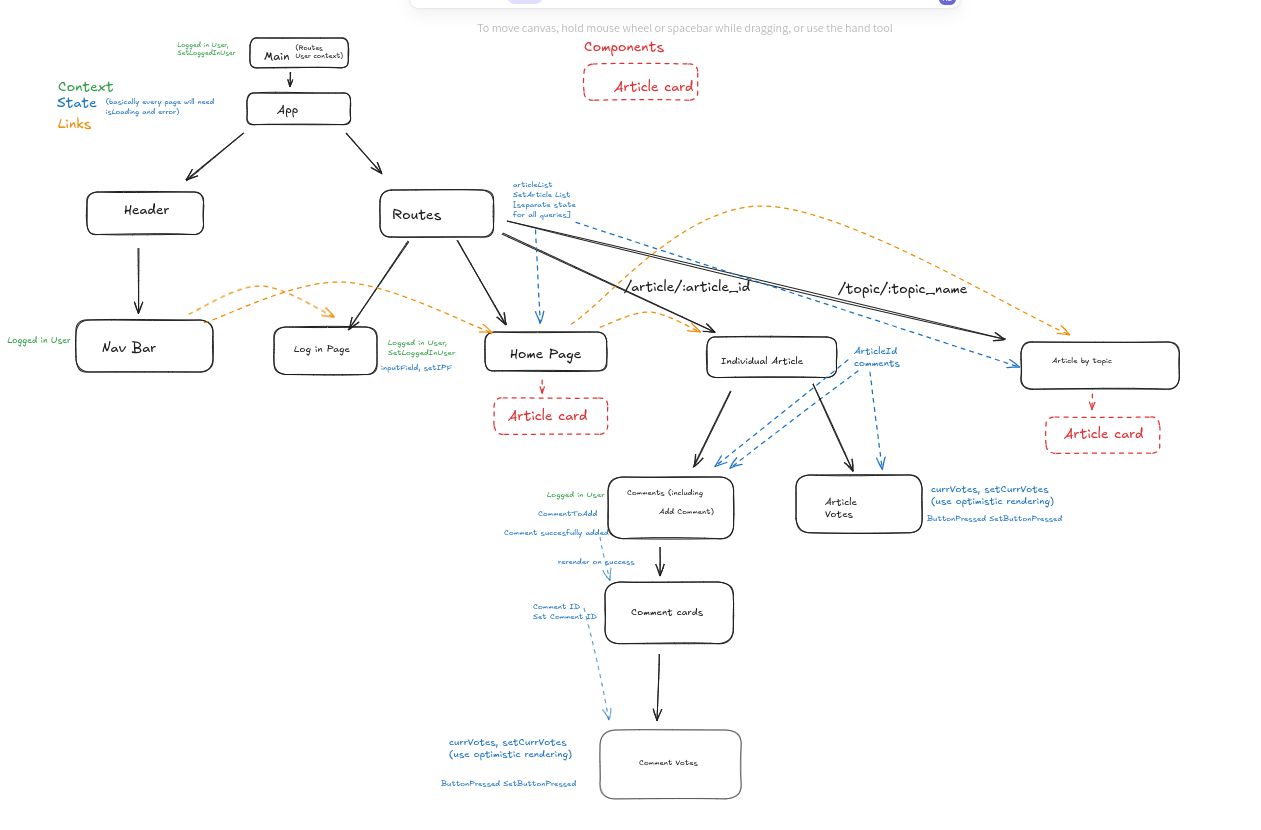 To move canvas, hold mouse wheel or spacebar while dragging, or use the hand tool
Logged in User,
SetLoggedInUser
Main
(Routes
User context)
Components
Article card
Context
State
(basically every page will need
isLoading and error)
Links
App
Header
Routes
articleList
SetArticle List
[separate state
for all queries]
/article/:article_id
/topic/:topic_name
Logged in User
Nav Bar
Log in Page
Logged in User,
SetLoggedInUser
inputField, setIPF
Home Page
Individual Article
ArticleId
comments
Article by topic
Article card
Article card
Logged in User
CommentToAdd
Comment succesfully added
Comments (including
Add Comment)
Article
Votes
currVotes, setCurrVotes
(use optimistic rendering)
ButtonPressed SetButtonPressed
rerender on success
Comment ID
Set Comment ID
Comment cards
currVotes, setCurrVotes
(use optimistic rendering)
ButtonPressed SetButtonPressed
Comment Votes